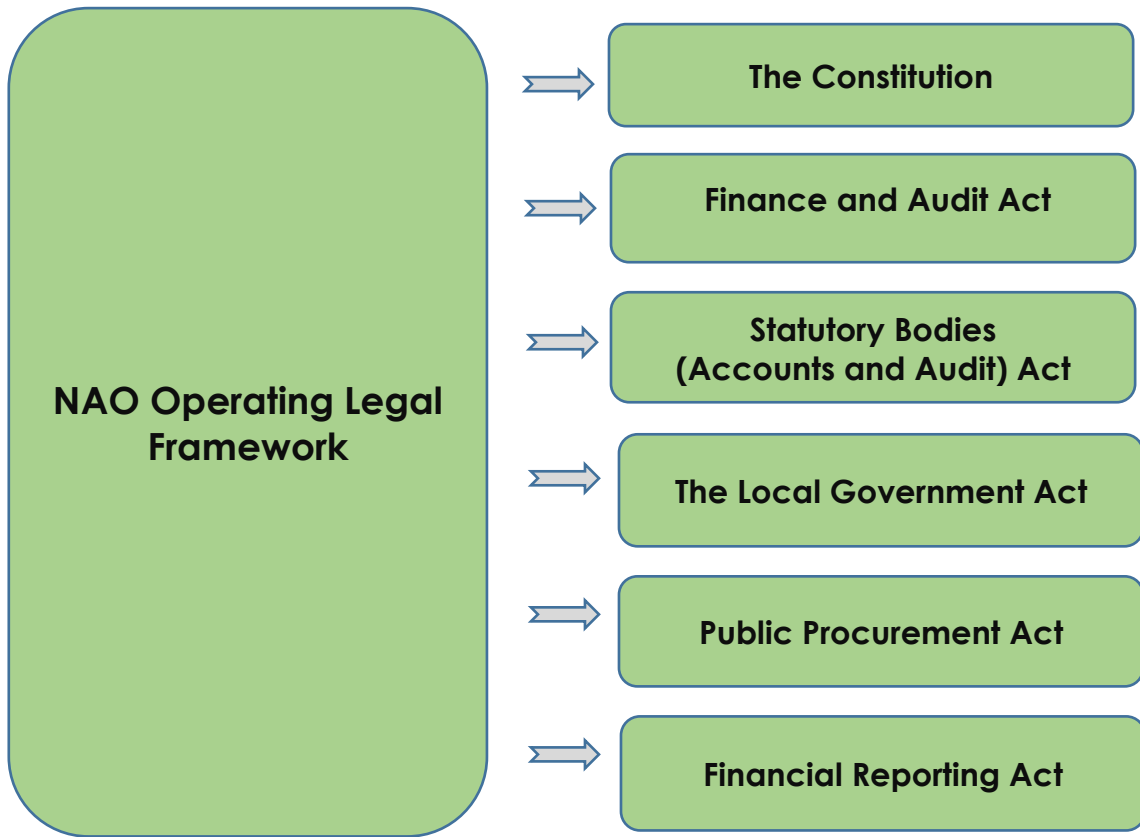 NAO Operating Legal
Framework
The Constitution
Finance and Audit Act
Statutory Bodies
(Accounts and Audit) Act
The Local Government Act
Public Procurement Act
Financial Reporting Act